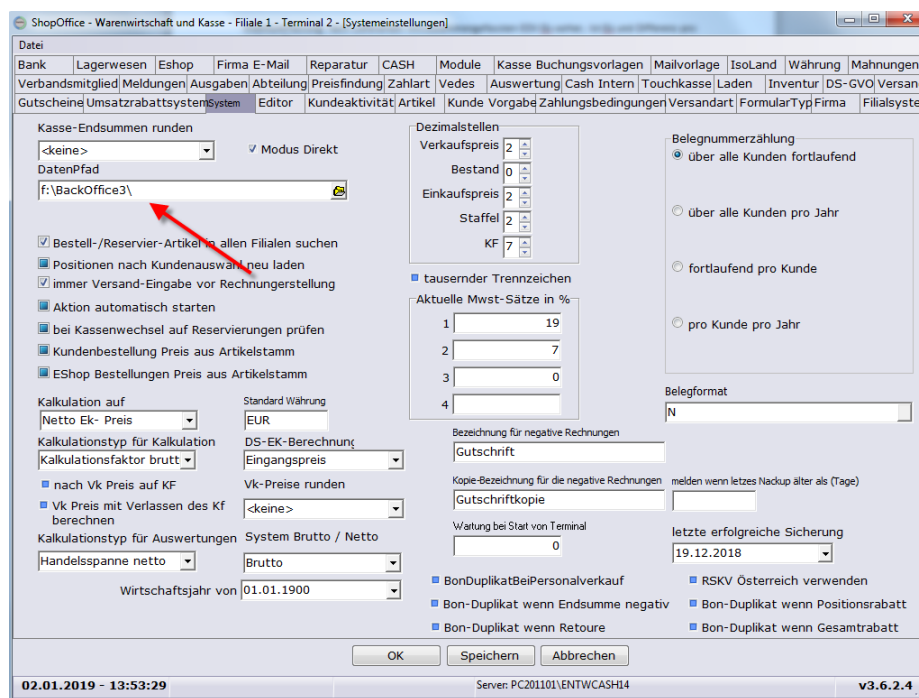 ShopOffice - Warenwirtschaft und Kasse - Filiale 1 - Terminal 2 - [Systemeinstellungen]
Datei
Bank Lagerwesen Eshop Firma E-Mail Reparatur CASH Module Kasse Buchungsvorlagen Mailvorlage IsoLand Währung Mahnungen
Verbandsmitglied Meldungen Ausgaben Abteilung Preisfindung Zahlart Vedes Auswertung Cash Intern Touchkasse Laden Inventur DS-GVO Versan
Gutscheine Umsatzrabattsystem System Editor Kundeaktivität Artikel Kunde Vorgabe Zahlungsbedingungen Versandart FormularTyp Firma Filialsyste
Kasse-Endsummen runden
<keine>
Modus Direkt
DatenPfad
f:\BackOffice3\
Bestell-/Reservier-Artikel in allen Filialen suchen
Positionen nach Kundenauswahl neu laden
immer Versand-Eingabe vor Rechnungerstellung
Aktion automatisch starten
bei Kassenwechsel auf Reservierungen prüfen
Kundenbestellung Preis aus Artikelstamm
EShop Bestellungen Preis aus Artikelstamm
Kalkulation auf
Standard Währung
Netto Ek- Preis
EUR
Kalkulationstyp für Kalkulation
DS-EK-Berechnung
Kalkulationsfaktor brutt
Eingangspreis
nach Vk Preis auf KF
Vk-Preise runden
Vk Preis mit Verlassen des Kf
berechnen
<keine>
Kalkulationstyp für Auswertungen
System Brutto / Netto
Handelsspanne netto
Brutto
Wirtschaftsjahr von 01.01.1900
Dezimalstellen
Verkaufspreis 2
Bestand 0
Einkaufspreis 2
Staffel 2
KF 7
tausernder Trennzeichen
Aktuelle Mwst-Sätze in %
1 19
2 7
3 0
4
Bezeichnung für negative Rechnungen
Gutschrift
Kopie-Bezeichnung für die negative Rechnungen
Gutschriftkopie
Wartung bei Start von Terminal
0
BonDuplikatBeiPersonalverkauf
Bon-Duplikat wenn Endsumme negativ
Bon-Duplikat wenn Retoure
Belegnummerzählung
über alle Kunden fortlaufend
über alle Kunden pro Jahr
fortlaufend pro Kunde
pro Kunde pro Jahr
Belegformat
N
melden wenn letzes Nackup älter als (Tage)
letzte erfolgreiche Sicherung
19.12.2018
RSKV Österreich verwenden
Bon-Duplikat wenn Positionsrabatt
Bon-Duplikat wenn Gesamtrabatt
OK Speichern Abbrechen
02.01.2019 - 13:53:29 Server: PC201101\ENTWCASH14 v3.6.2.4